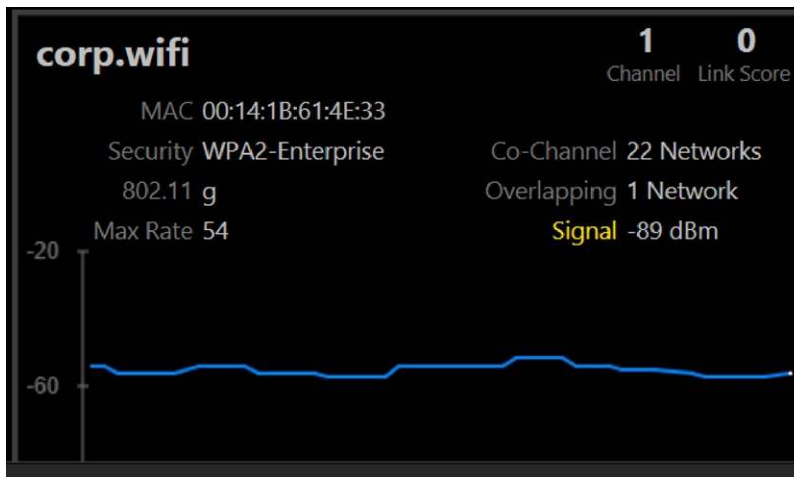 corp.wifi
1 0
Channel Link Score
MAC 00:14:1B:61:4E:33
Security WPA2-Enterprise Co-Channel 22 Networks
802.11 g Overlapping 1 Network
Max Rate 54 Signal -89 dBm
-20
-60